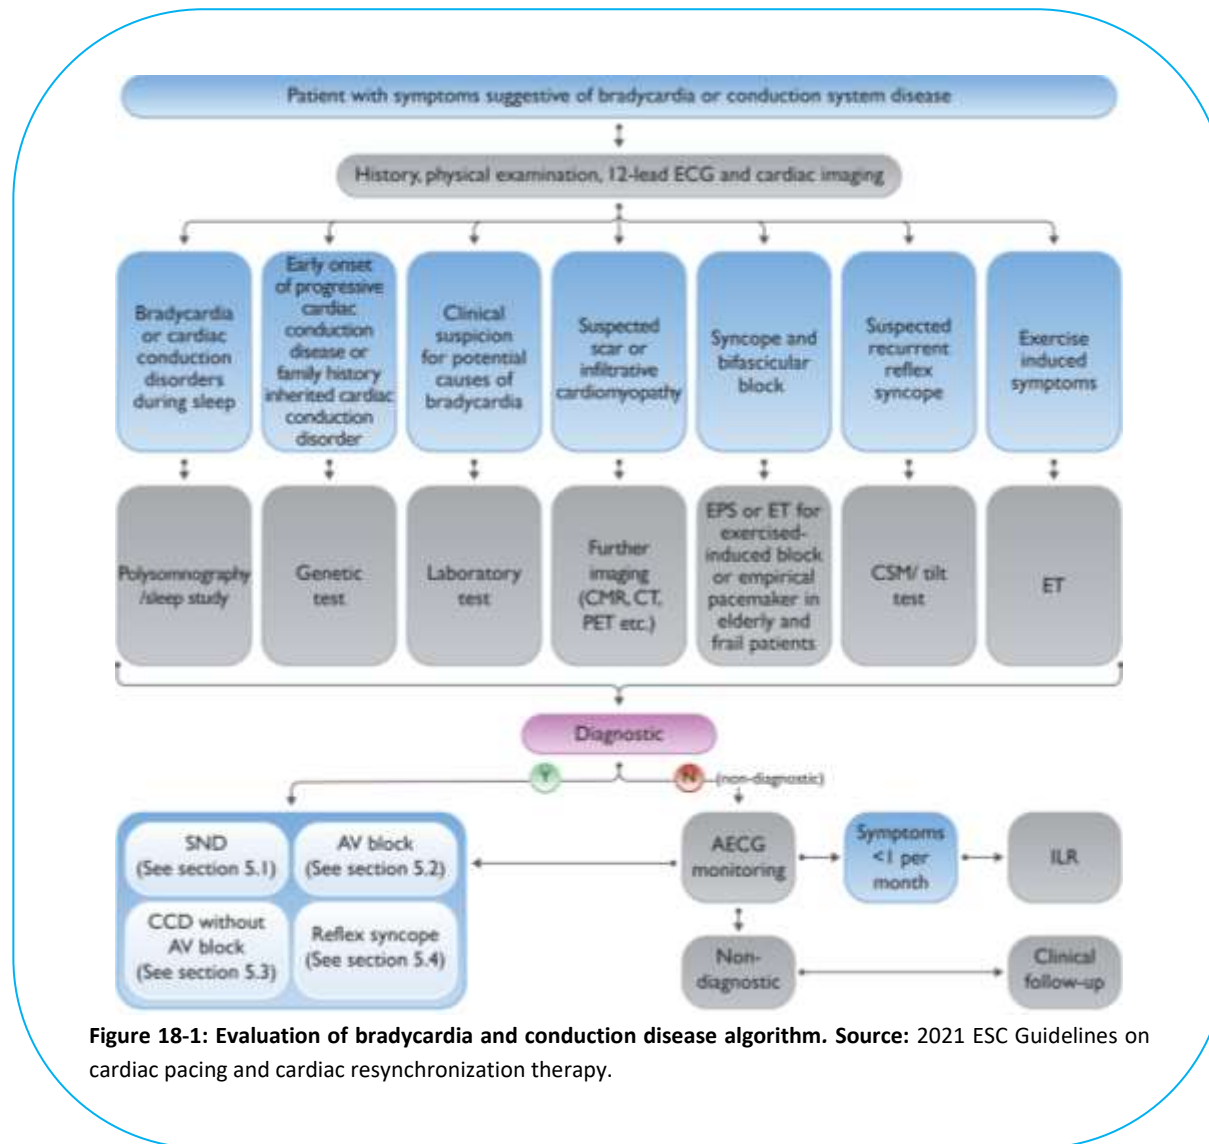 Patient with symptoms suggestive of bradycardia or conduction system disease
History, physical examination, 12-lead ECG and cardiac imaging
Bradycardia
or cardiac
conduction
disorders
during sleep
Early onset
of progressive
cardiac
conduction
disease or
family history
inherited cardiac
conduction
disorder
Clinical
suspicion
for potential
causes of
bradycardia
Suspected
scar or
infiltrative
cardiomyopathy
Syncope and
bifascicular
block
Suspected
recurrent
reflex
syncope
Exercise
induced
symptoms
Polysomnography
/sleep study
Genetic
test
Laboratory
test
Further
imaging
(CMR, CT,
PET etc.)
EPS or ET for
exercised-
induced block
or empirical
pacemaker in
elderly and
frail patients
CSM/ tilt
test
ET
Diagnostic
Y
N
(non-diagnostic)
SND
(See section 5.1)
AV block
(See section 5.2)
CCD without
AV block
(See section 5.3)
Reflex syncope
(See section 5.4)
AECG
monitoring
Symptoms
<1 per
month
ILR
Non-
diagnostic
Clinical
follow-up
Figure 18-1: Evaluation of bradycardia and conduction disease algorithm. Source: 2021 ESC Guidelines on
cardiac pacing and cardiac resynchronization therapy.